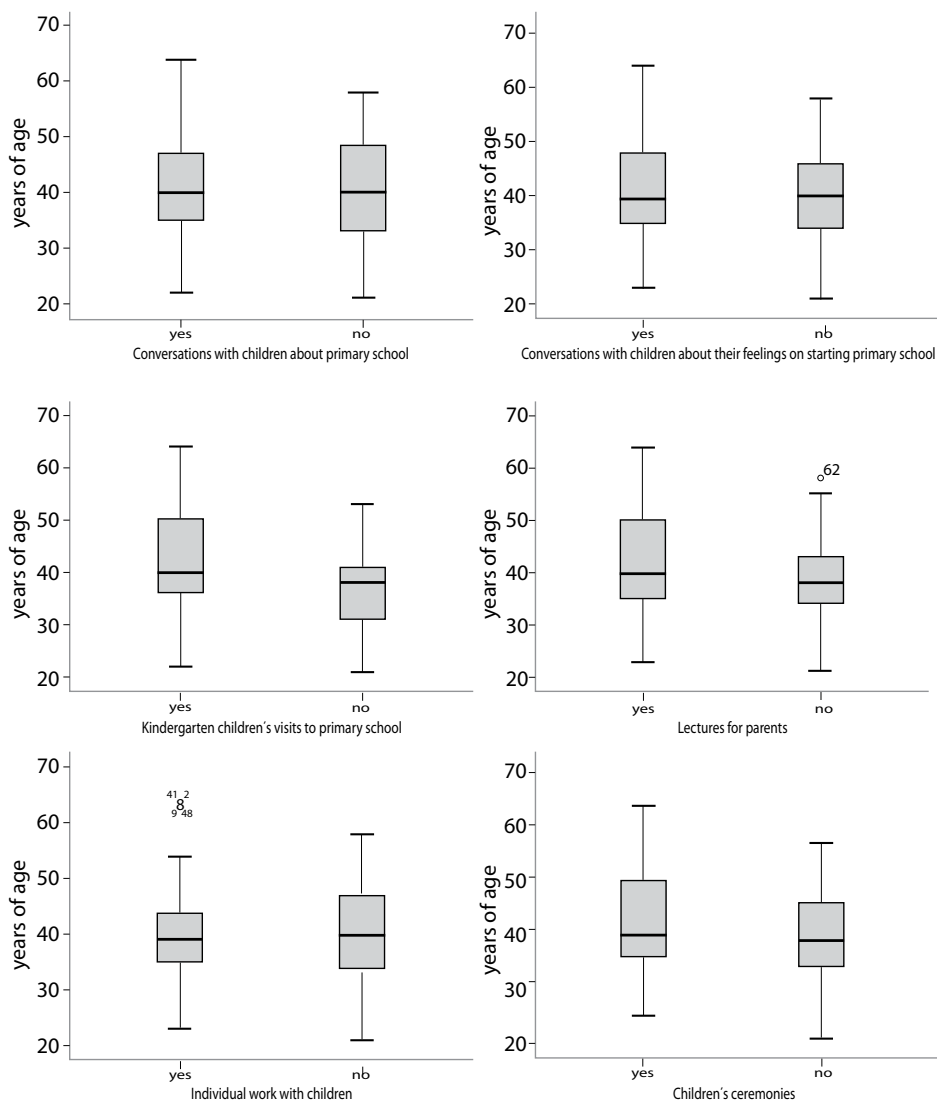 years of age
70
60
50
40
30
20
yes no
Conversations with children about primary school
years of age
70
60
50
40
30
20
yes nb
Conversations with children about their feelings on starting primary school
years of age
70
60
50
40
30
20
yes no
Kindergarten children´s visits to primary school
years of age
70
60
50
40
30
20
62
yes no
Lectures for parents
years of age
70
60
50
40
30
20
41 2
8
9 48
yes nb
Individual work with children
years of age
70
60
50
40
30
20
yes no
Children´s ceremonies